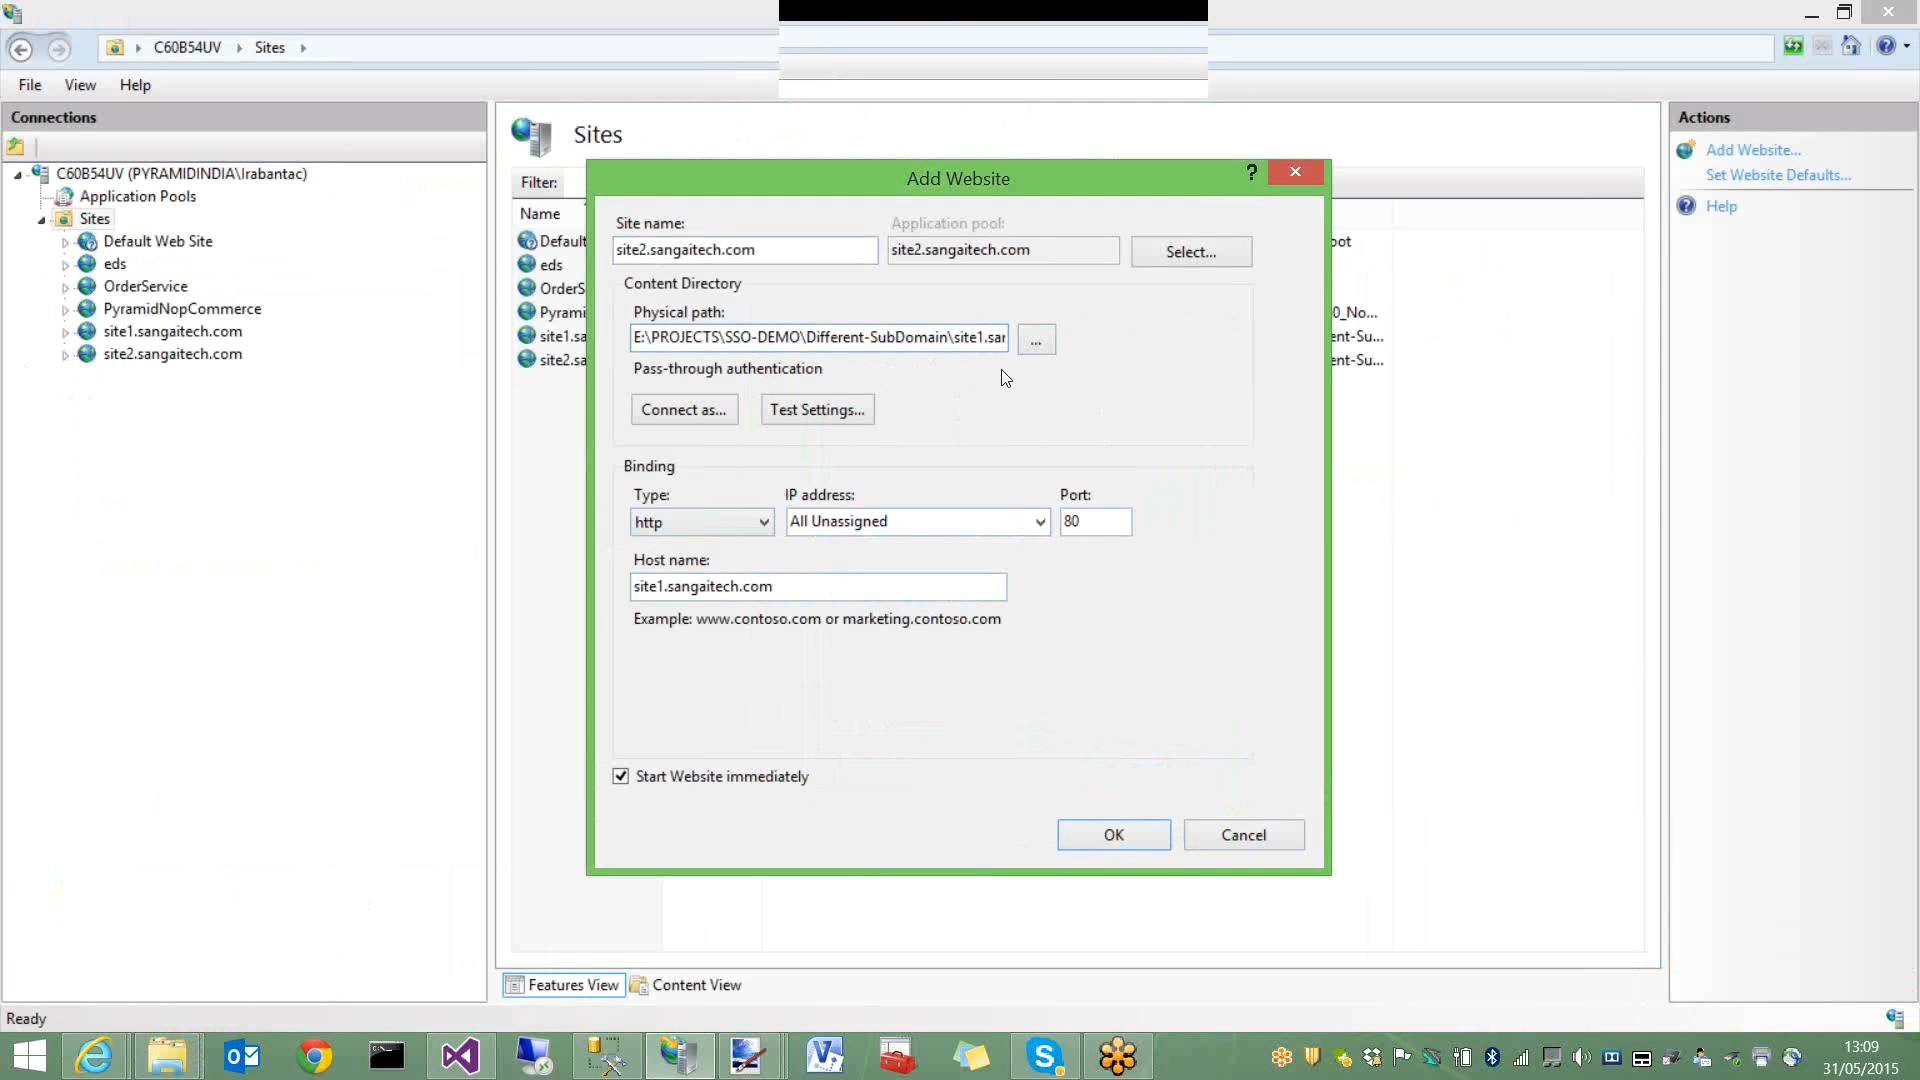 C60B54UV Sites
File View Help
Connections
C60B54UV (PYRAMIDINDIA\Irabantac)
Application Pools
Sites
Default Web Site
eds
OrderService
PyramidNopCommerce
site1.sangaitech.com
site2.sangaitech.com
Sites
Filter:
Name
Default
eds
OrderS
Pyrami
site1.sa
site2.sa
oot
0_No...
ent-Su...
ent-Su...
Add Website
?
Site name:
Application pool:
site2.sangaitech.com
site2.sangaitech.com
Select...
Content Directory
Physical path:
E:\PROJECTS\SSO-DEMO\Different-SubDomain\site1.sar
...
Pass-through authentication
Connect as...
Test Settings...
Binding
Type:
IP address:
Port:
http
All Unassigned
80
Host name:
site1.sangaitech.com
Example: www.contoso.com or marketing.contoso.com
Start Website immediately
OK
Cancel
Actions
Add Website...
Set Website Defaults...
Help
Features View
Content View
Ready
13:09
31/05/2015